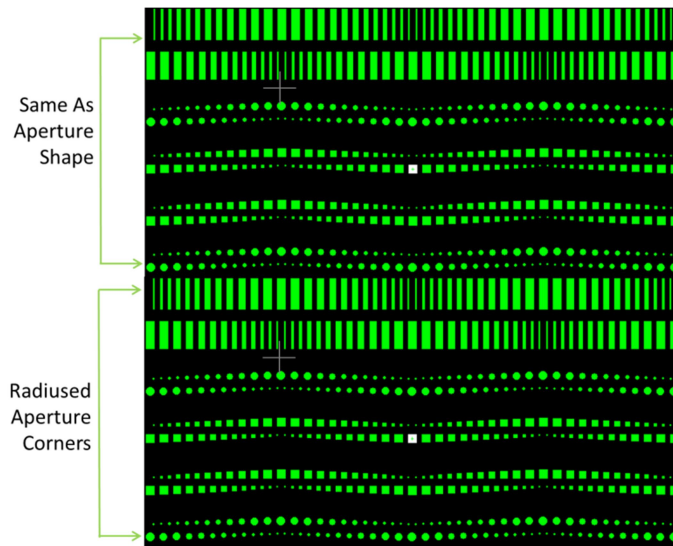 Same As
Aperture
Shape
Radiused
Aperture
Corners